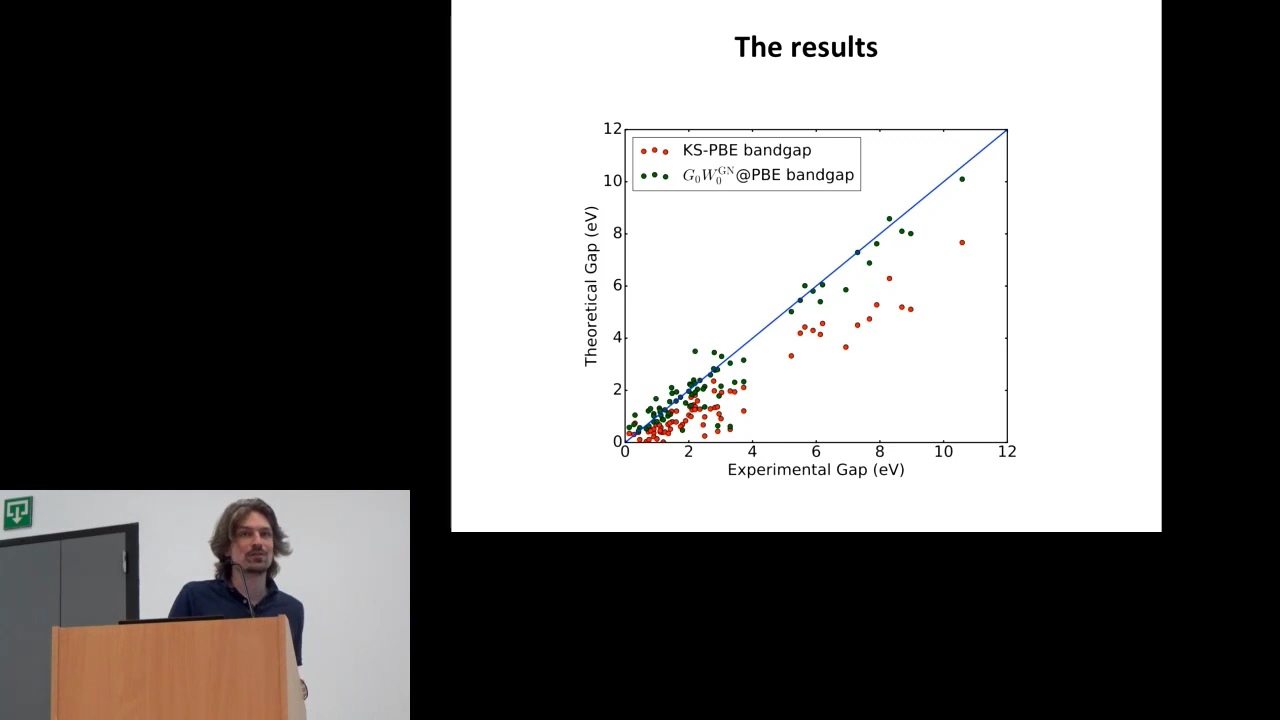 The results
KS-PBE bandgap
G₀W₀ᴳᴺ@PBE bandgap
12
10
8
6
4
2
0
Theoretical Gap (eV)
0 2 4 6 8 10 12
Experimental Gap (eV)